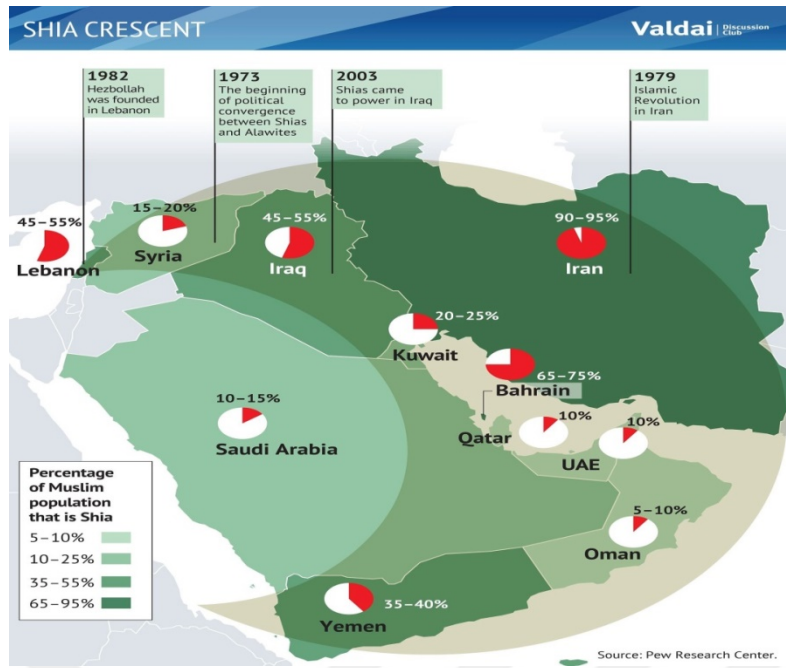 SHIA CRESCENT
Valdai
Discussion
Club
1982
Hezbollah
was founded
in Lebanon
1973
The beginning
of political
convergence
between Shias
and Alawites
2003
Shias came
to power in Iraq
1979
Islamic
Revolution
in Iran
45–55%
Lebanon
15–20%
Syria
45–55%
Iraq
90–95%
Iran
20–25%
Kuwait
65–75%
Bahrain
10–15%
Saudi Arabia
Qatar
10%
UAE
10%
5–10%
Oman
35–40%
Yemen
Percentage
of Muslim
population
that is Shia
5–10%
10–25%
35–55%
65–95%
Source: Pew Research Center.